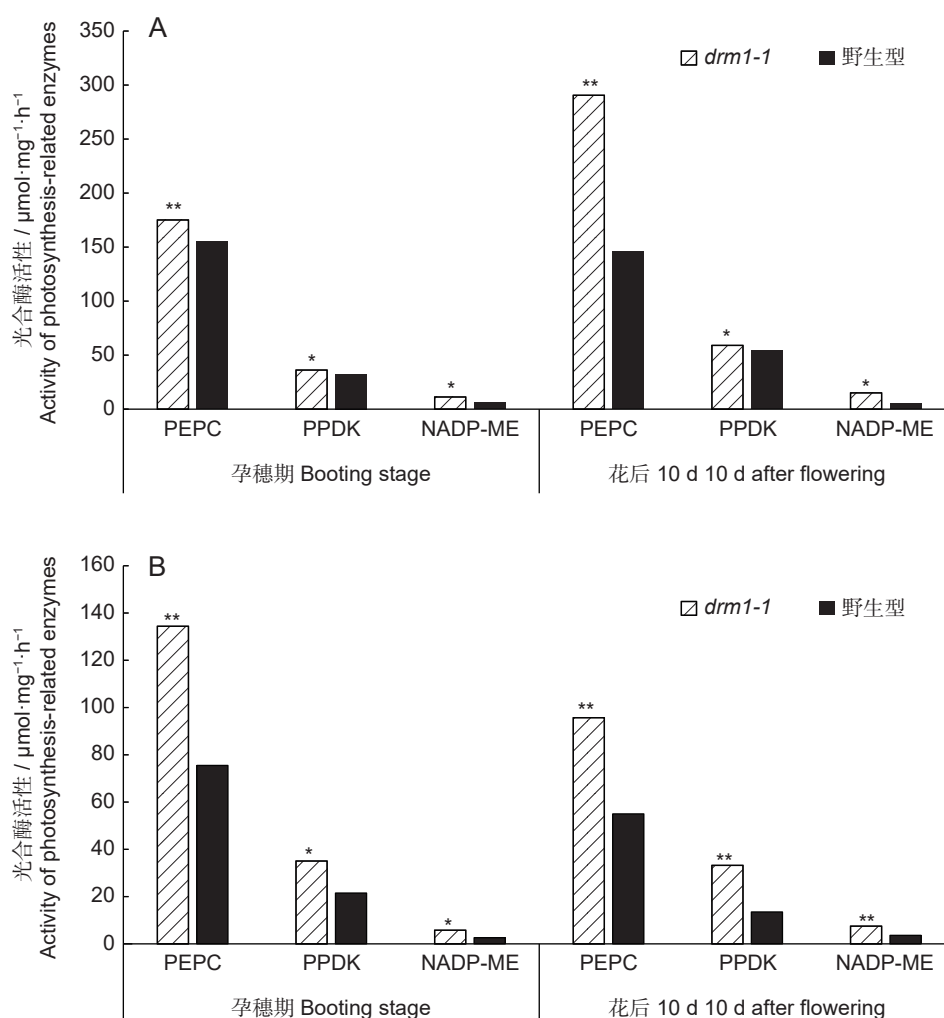 A
光合酶活性 / μmol·mg⁻¹·h⁻¹
Activity of photosynthesis-related enzymes
350
300
250
200
150
100
50
0
drm1-1 野生型
** * * ** * *
PEPC PPDK NADP-ME PEPC PPDK NADP-ME
孕穗期 Booting stage 花后 10 d 10 d after flowering
B
光合酶活性 / μmol·mg⁻¹·h⁻¹
Activity of photosynthesis-related enzymes
160
140
120
100
80
60
40
20
0
drm1-1 野生型
** * * ** ** **
PEPC PPDK NADP-ME PEPC PPDK NADP-ME
孕穗期 Booting stage 花后 10 d 10 d after flowering